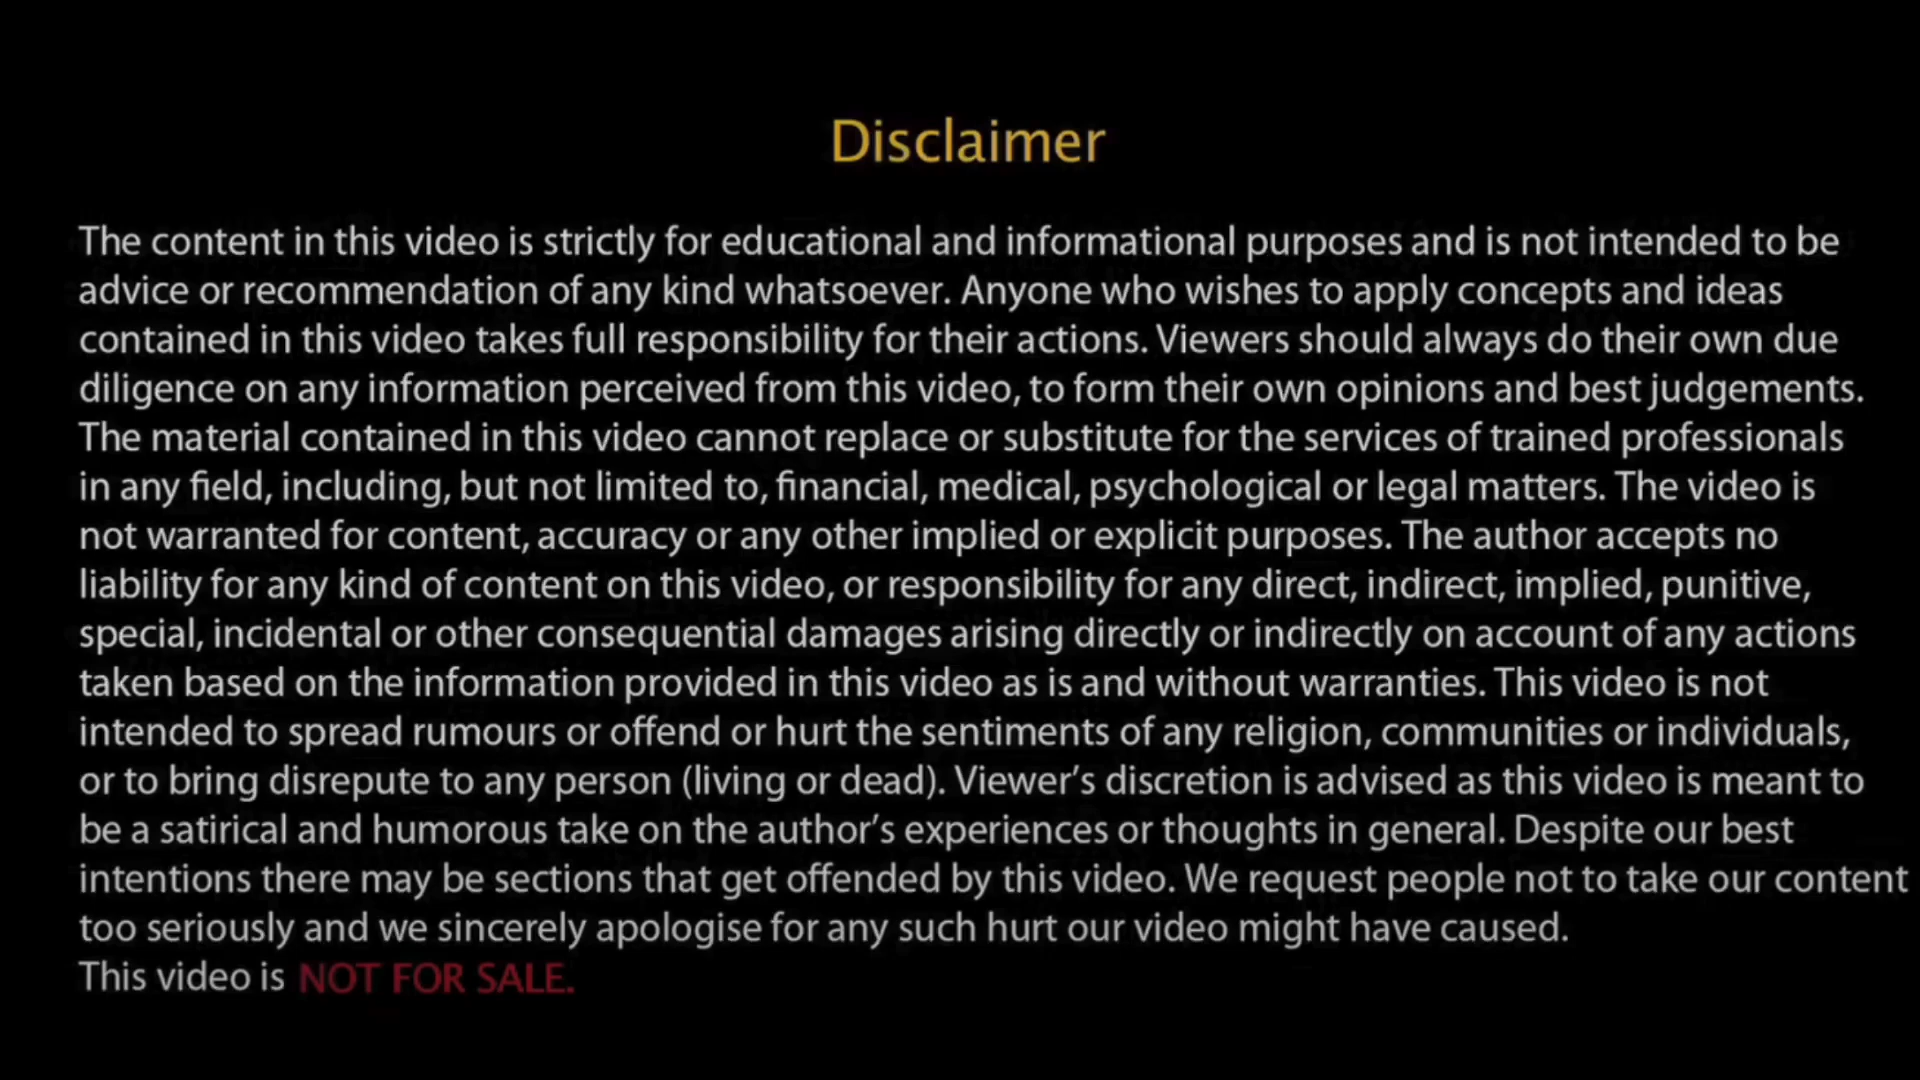 Disclaimer
The content in this video is strictly for educational and informational purposes and is not intended to be
advice or recommendation of any kind whatsoever. Anyone who wishes to apply concepts and ideas
contained in this video takes full responsibility for their actions. Viewers should always do their own due
diligence on any information perceived from this video, to form their own opinions and best judgements.
The material contained in this video cannot replace or substitute for the services of trained professionals
in any field, including, but not limited to, financial, medical, psychological or legal matters. The video is
not warranted for content, accuracy or any other implied or explicit purposes. The author accepts no
liability for any kind of content on this video, or responsibility for any direct, indirect, implied, punitive,
special, incidental or other consequential damages arising directly or indirectly on account of any actions
taken based on the information provided in this video as is and without warranties. This video is not
intended to spread rumours or offend or hurt the sentiments of any religion, communities or individuals,
or to bring disrepute to any person (living or dead). Viewer’s discretion is advised as this video is meant to
be a satirical and humorous take on the author’s experiences or thoughts in general. Despite our best
intentions there may be sections that get offended by this video. We request people not to take our content
too seriously and we sincerely apologise for any such hurt our video might have caused.
This video is NOT FOR SALE.